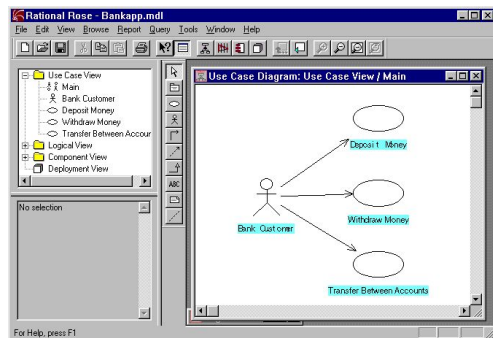 Rational Rose - Bankapp.mdl
File Edit View Browse Report Query Tools Window Help
Use Case View
Main
Bank Customer
Deposit Money
Withdraw Money
Transfer Between Accour
Logical View
Component View
Deployment View
No selection
ABC
Use Case Diagram: Use Case View / Main
Deposit Money
Bank Customer
Withdraw Money
Transfer Between Accounts
For Help, press F1